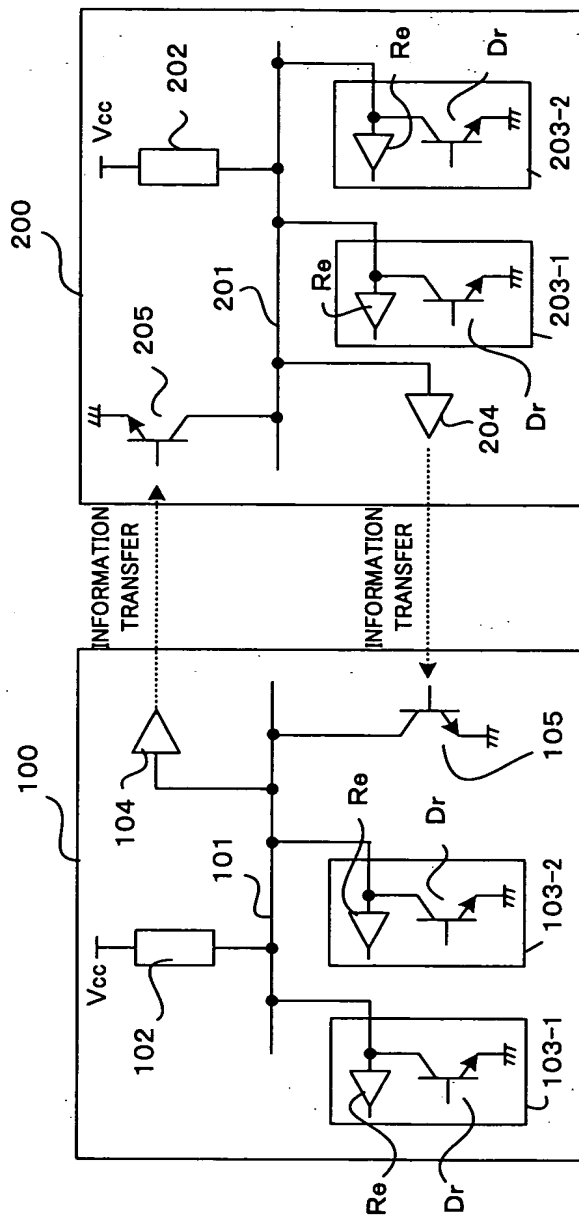 100
200
Vcc
102
101
104
INFORMATION
TRANSFER
205
Vcc
202
201
Re
Dr
103-1
Re
Dr
103-2
105
INFORMATION
TRANSFER
204
Re
Dr
203-1
Re
Dr
203-2